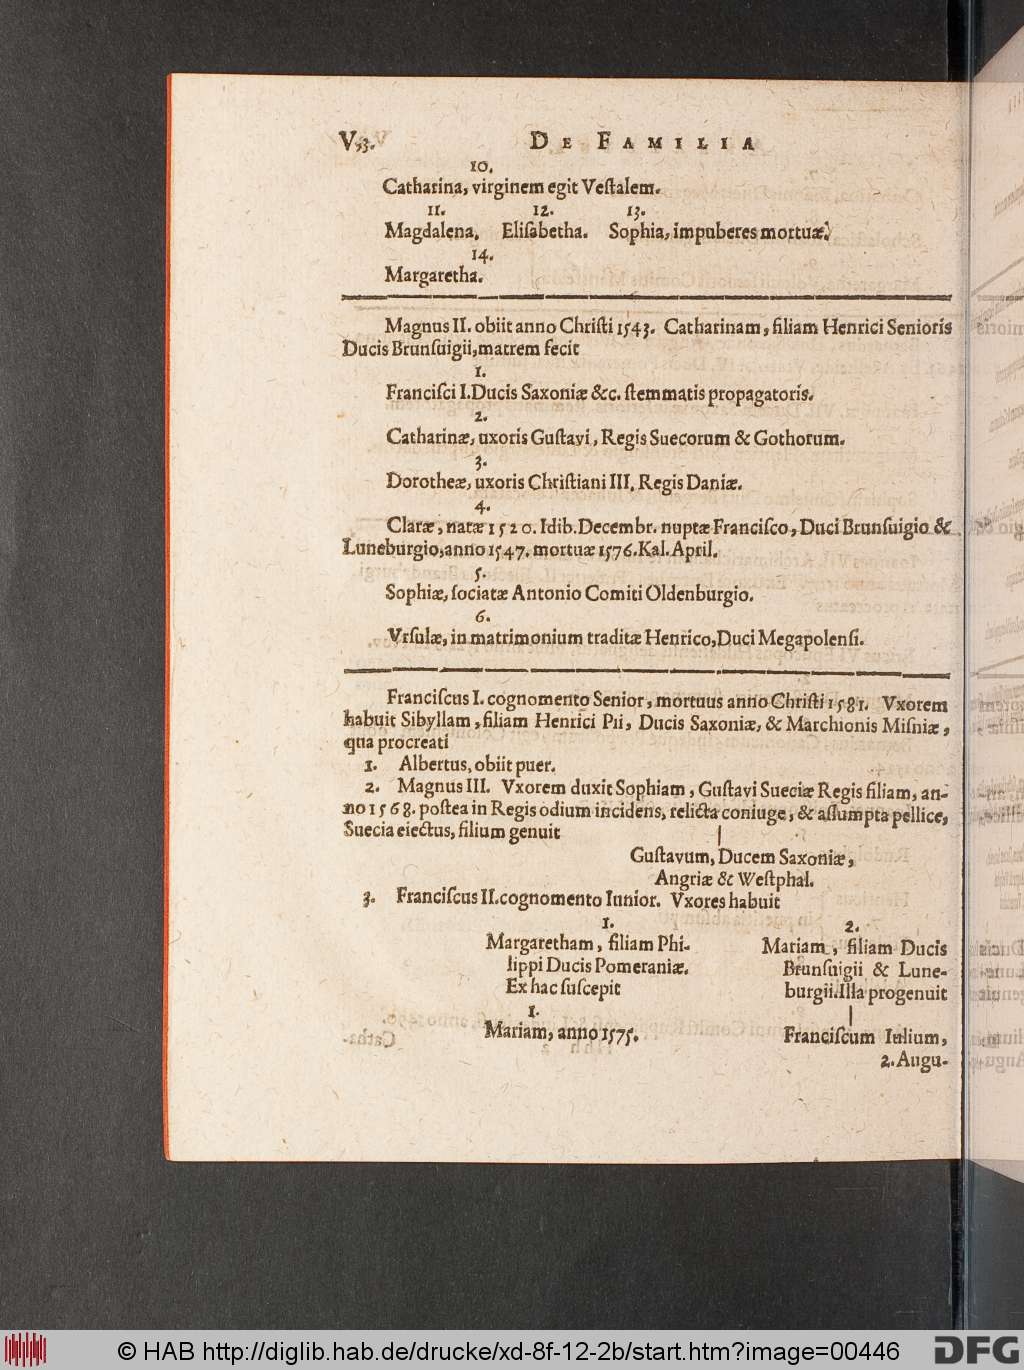 V 13. DE FAMILIA
10.
Catharina, virginem egit Veſtalem.
11. 12. 13.
Magdalena. Eliſabetha. Sophia, impuberes mortuæ.
14.
Margaretha.
Magnus II. obiit anno Chriſti 1543. Catharinam, filiam Henrici Senioris
Ducis Brunſuigii, matrem fecit
1.
Franciſci I. Ducis Saxoniæ &c. ſtemmatis propagatoris.
2.
Catharinæ, uxoris Guſtavi, Regis Suecorum & Gothorum.
3.
Dorotheæ, uxoris Chriſtiani III. Regis Daniæ.
4.
Claræ, natæ 1520. Idib. Decembr. nuptæ Franciſco, Duci Brunſuigio &
Luneburgio, anno 1547. mortuæ 1576. Kal. April.
5.
Sophiæ, ſociatæ Antonio Comiti Oldenburgio.
6.
Vrſulæ, in matrimonium traditæ Henrico, Duci Megapolenſi.
Franciſcus I. cognomento Senior, mortuus anno Chriſti 1581. Vxorem
habuit Sibyllam, filiam Henrici Pii, Ducis Saxoniæ, & Marchionis Miſniæ,
qua procreati
1. Albertus, obiit puer.
2. Magnus III. Vxorem duxit Sophiam, Guſtavi Sueciæ Regis filiam, an-
no 1568. poſtea in Regis odium incidens, relicta coniuge, & aſſumpta pellice,
Suecia eiectus, filium genuit
Guſtavum, Ducem Saxoniæ,
Angriæ & Weſtphal.
3. Franciſcus II. cognomento Iunior. Vxores habuit
1. 2.
Margaretham, filiam Phi-
lippi Ducis Pomeraniæ.
Ex hac ſuſcepit
1.
Mariam, anno 1575.
Mariam, filiam Ducis
Brunſuigii & Lune-
burgii. Illa progenuit
Franciſcum Iulium,
2. Augu-
© HAB http://diglib.hab.de/drucke/xd-8f-12-2b/start.htm?image=00446
DFG